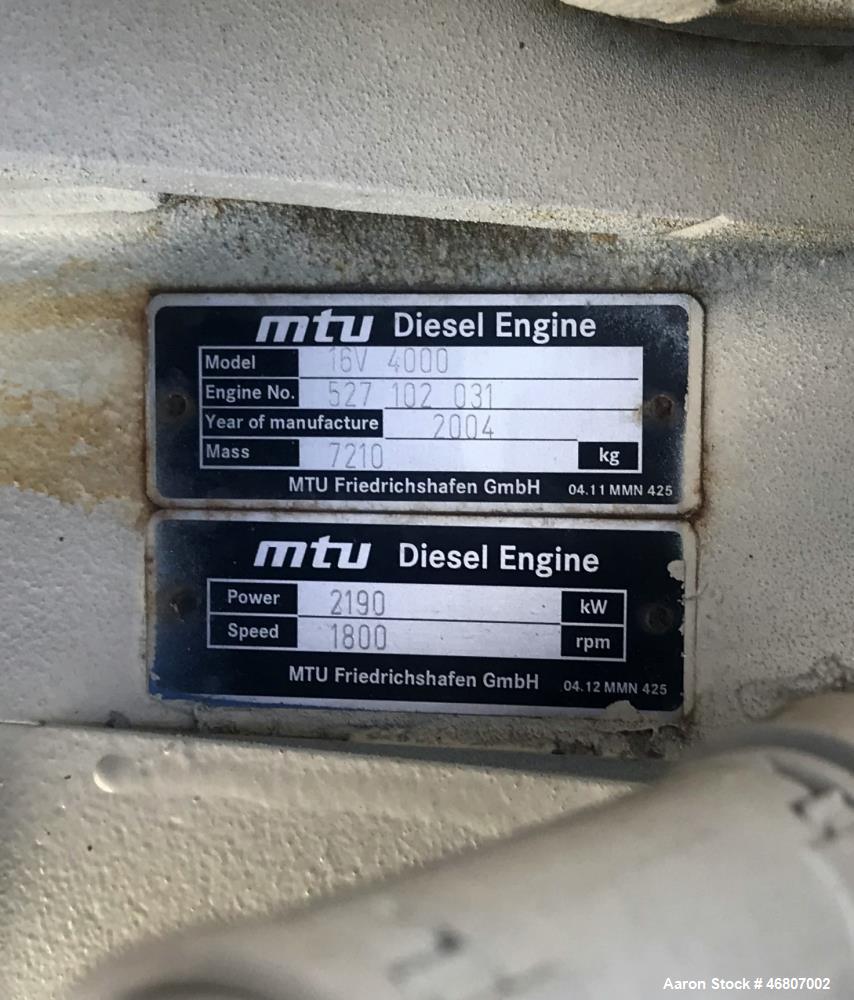 mtu Diesel Engine
Model 16V 4000
Engine No. 527 102 031
Year of manufacture 2004
Mass 7210 kg
MTU Friedrichshafen GmbH 04.11 MMN 425
mtu Diesel Engine
Power 2190 kW
Speed 1800 rpm
MTU Friedrichshafen GmbH 04.12 MMN 425
Aaron Stock # 46807002